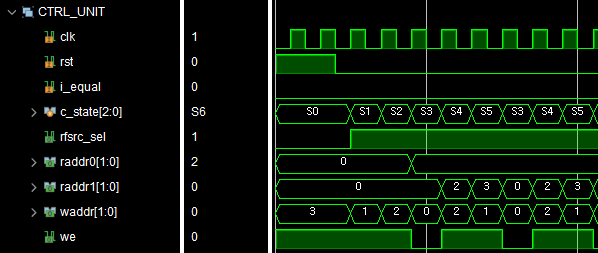 CTRL_UNIT
clk 1
rst 0
i_equal 0
c_state[2:0] S6 S0 S1 S2 S3 S4 S5 S3 S4 S5
rfsrc_sel 1
raddr0[1:0] 2 0
raddr1[1:0] 0 0 2 3 0 2 3
waddr[1:0] 0 3 1 2 0 2 1 0 2 1
we 0